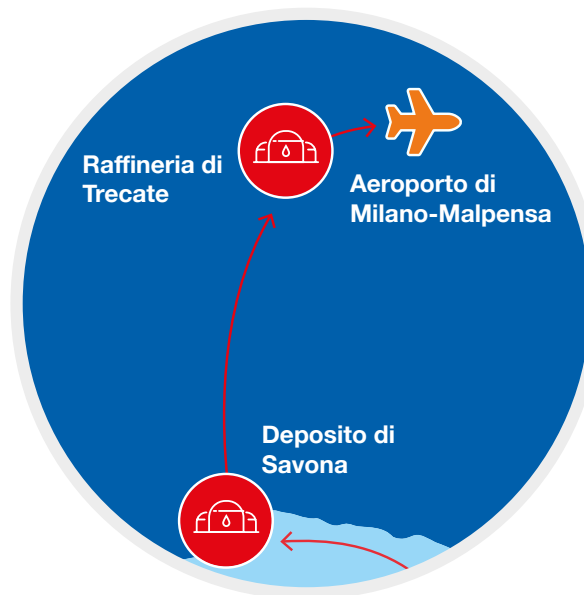 Raffineria di
Trecate
Aeroporto di
Milano-Malpensa
Deposito di
Savona